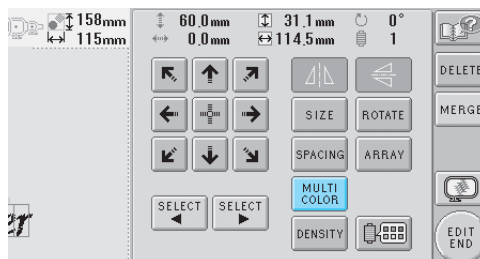 158mm 60.0mm 31.1mm 0°
115mm 0.0mm 114.5mm 1
DELETE
SIZE ROTATE MERGE
SPACING ARRAY
MULTI COLOR
SELECT SELECT
DENSITY
EDIT END